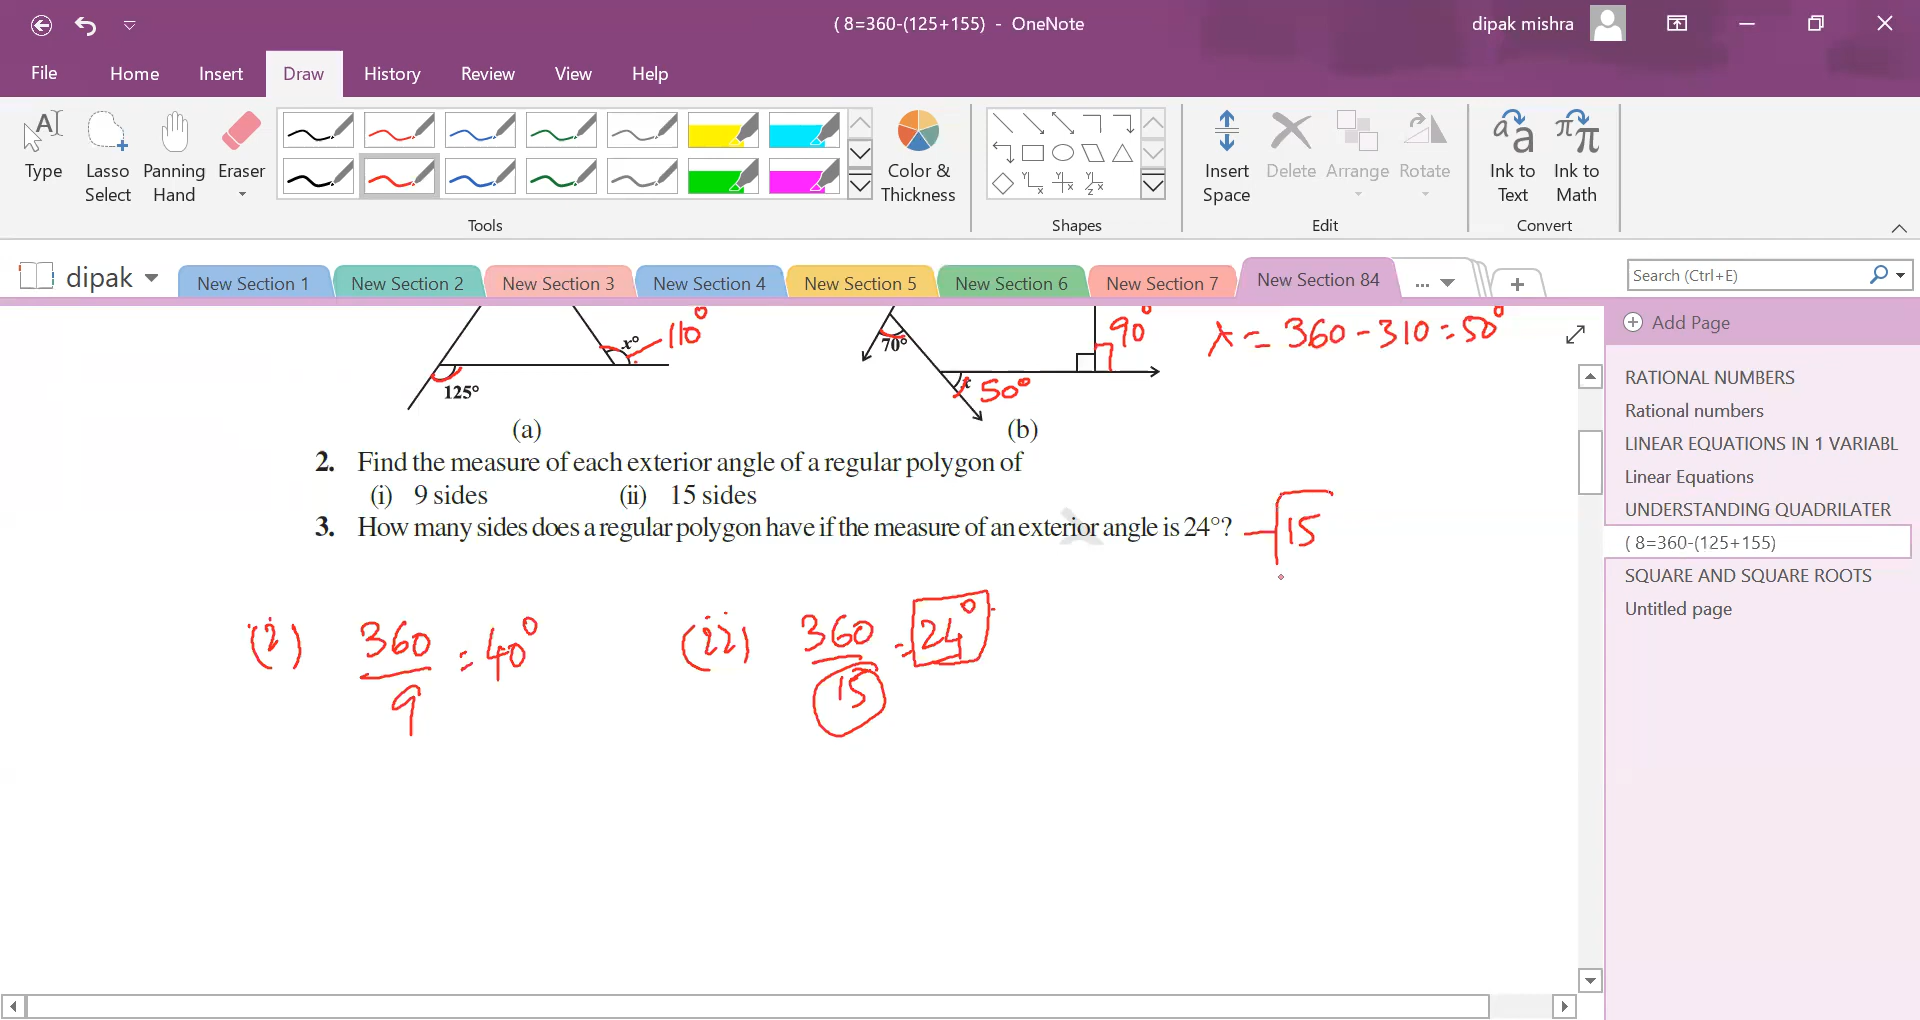 ( 8=360-(125+155) - OneNote
dipak mishra
File Home Insert Draw History Review View Help
Type
Lasso Select
Panning Hand
Eraser
Color & Thickness
Insert Space
Delete
Arrange
Rotate
Ink to Text
Ink to Math
Tools
Shapes
Edit
Convert
dipak
New Section 1
New Section 2
New Section 3
New Section 4
New Section 5
New Section 6
New Section 7
New Section 84
...
+
Search (Ctrl+E)
Add Page
RATIONAL NUMBERS
Rational numbers
LINEAR EQUATIONS IN 1 VARIABL
Linear Equations
UNDERSTANDING QUADRILATER
( 8=360-(125+155)
SQUARE AND SQUARE ROOTS
Untitled page
x° 110°
125°
(a)
70°
90°
x 50°
(b)
x = 360 - 310 = 50°
2. Find the measure of each exterior angle of a regular polygon of
(i) 9 sides (ii) 15 sides
3. How many sides does a regular polygon have if the measure of an exterior angle is 24°? 15
(i) 360/9 = 40° (ii) 360/15 = 24°